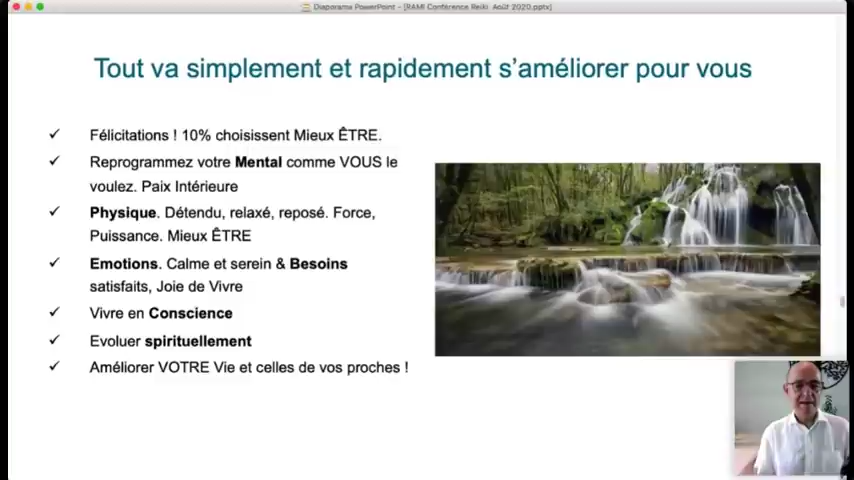 Diaporama PowerPoint - [RAMI Conférence Reiki Août 2020.pptx]
Tout va simplement et rapidement s’améliorer pour vous
✓ Félicitations ! 10% choisissent Mieux ÊTRE.
✓ Reprogrammez votre Mental comme VOUS le
voulez. Paix Intérieure
✓ Physique. Détendu, relaxé, reposé. Force,
Puissance. Mieux ÊTRE
✓ Emotions. Calme et serein & Besoins
satisfaits, Joie de Vivre
✓ Vivre en Conscience
✓ Evoluer spirituellement
✓ Améliorer VOTRE Vie et celles de vos proches !